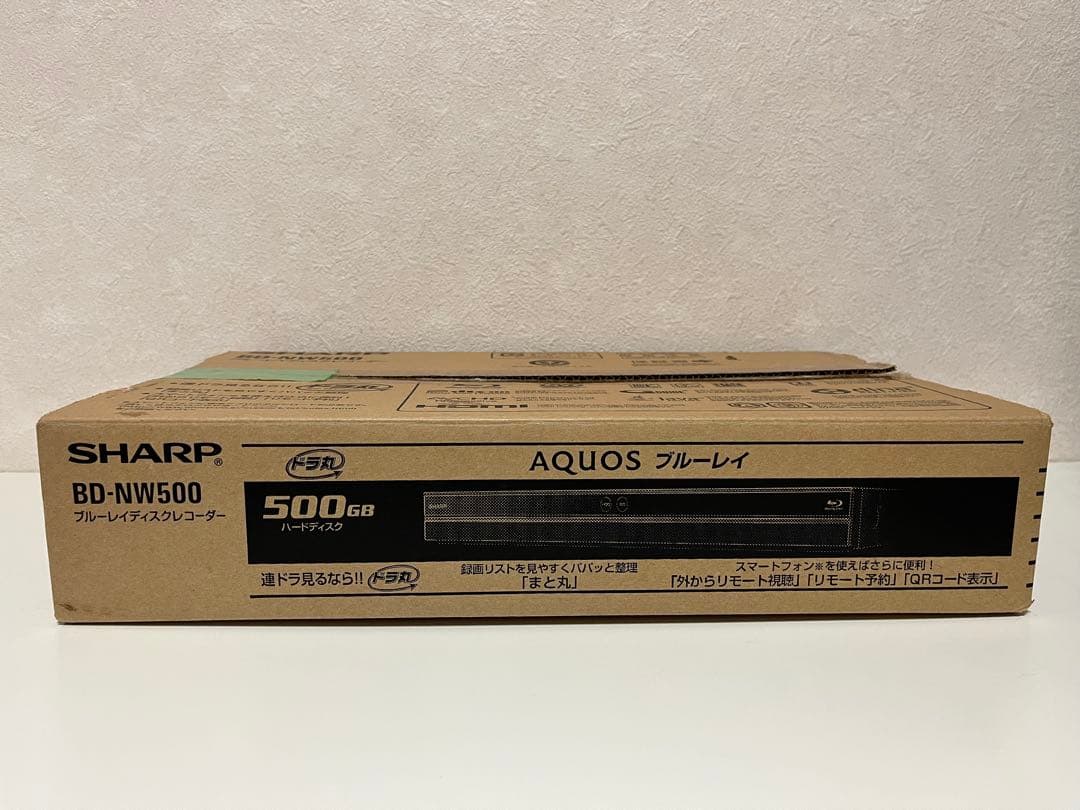 SHARP
BD-NW500
HDMI
SHARP®
ドラ丸
AQUOS ブルーレイ
BD-NW500
ブルーレイディスクレコーダー
500GB
ハードディスク
SHARP
連ドラ見るなら!! ドラ丸
録画リストを見やすくパパッと整理
「まと丸」
スマートフォン※を使えばさらに便利!
「外からリモート視聴」「リモート予約」「QRコード表示」